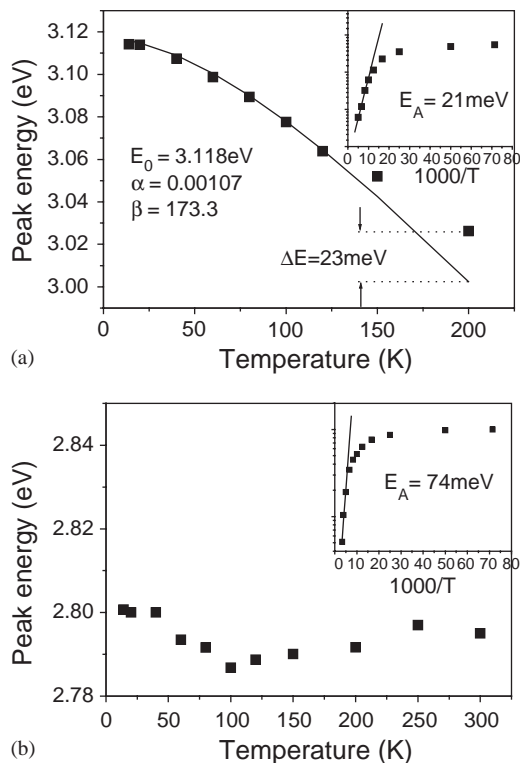 3.12
3.10
3.08
3.06
3.04
3.02
3.00
Peak energy (eV)
E₀ = 3.118eV
α = 0.00107
β = 173.3
ΔE=23meV
E_A = 21meV
0 10 20 30 40 50 60 70 80
1000/T
0 50 100 150 200
(a) Temperature (K)
2.84
2.82
2.80
2.78
Peak energy (eV)
E_A = 74meV
0 10 20 30 40 50 60 70 80
1000/T
0 50 100 150 200 250 300
(b) Temperature (K)